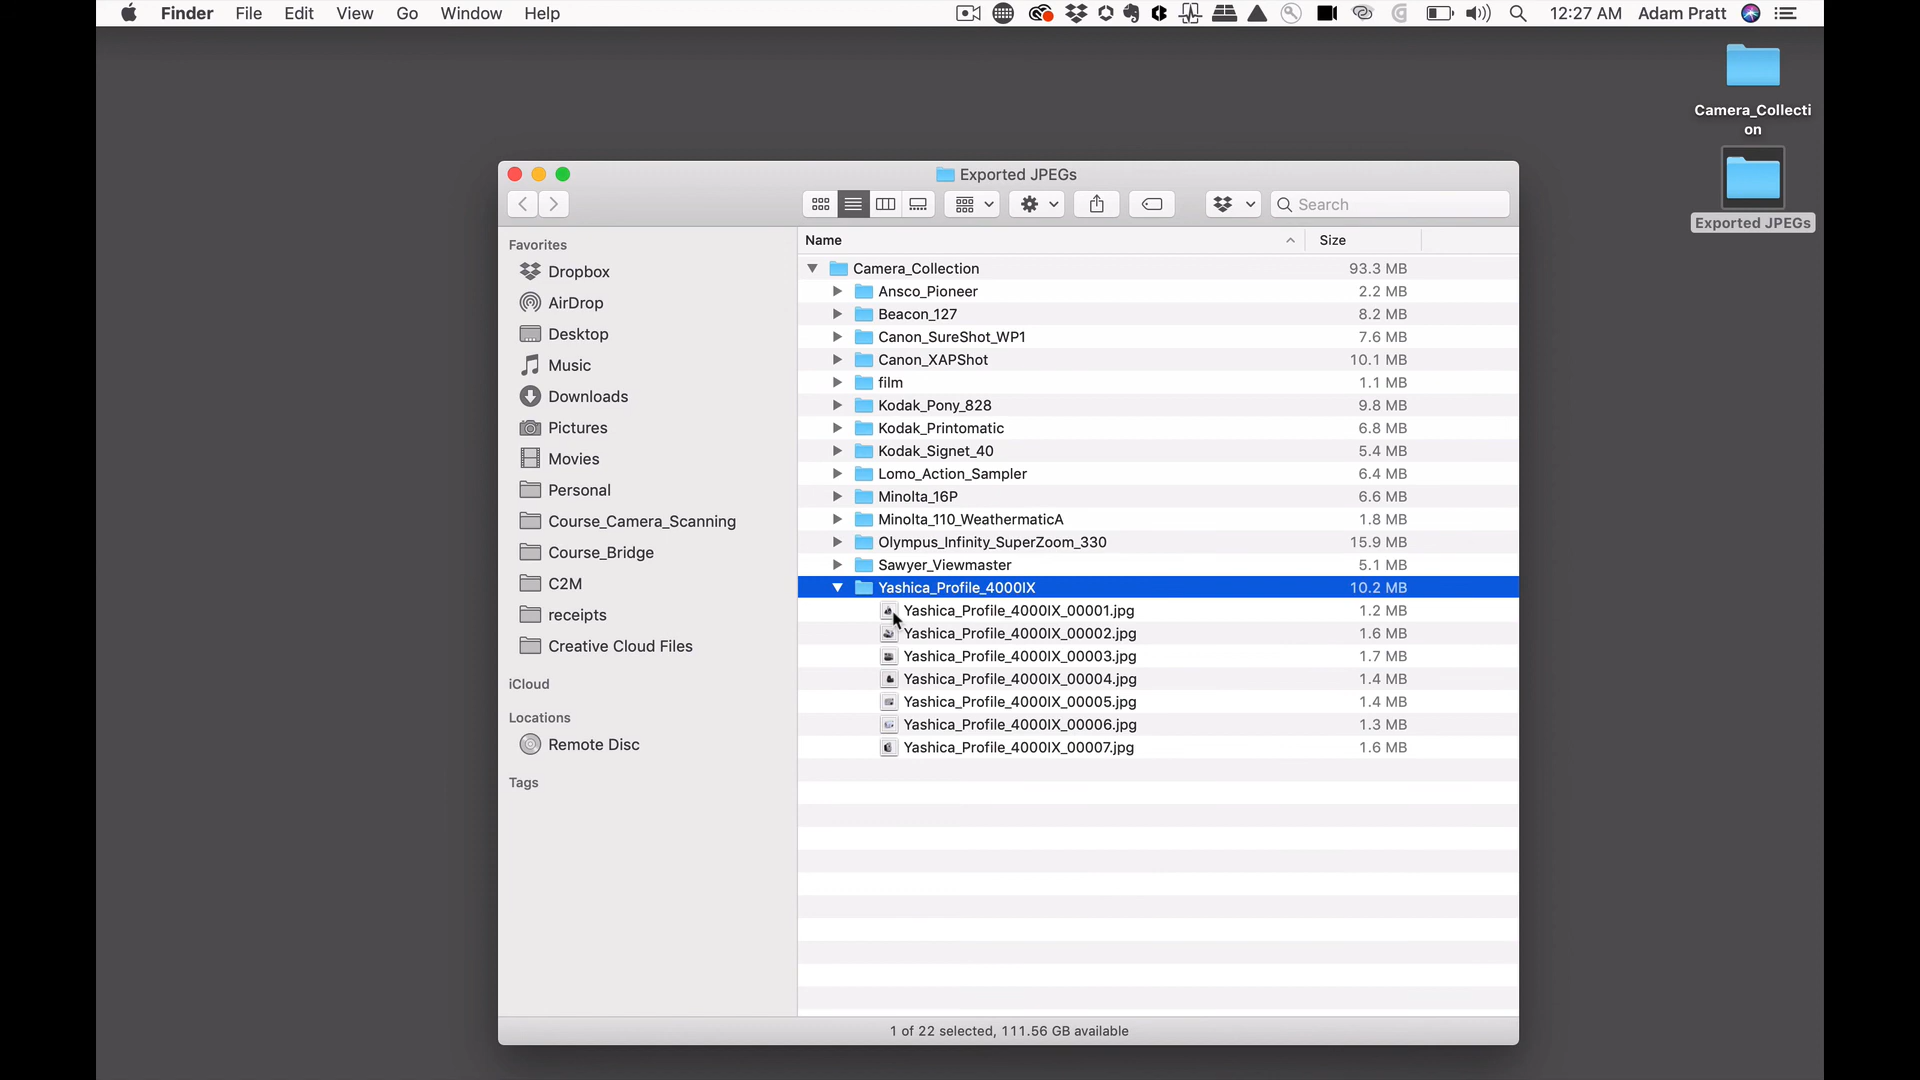 Finder File Edit View Go Window Help 12:27 AM Adam Pratt
Camera_Collecti
on
Exported JPEGs
Exported JPEGs
Search
Favorites
Dropbox
AirDrop
Desktop
Music
Downloads
Pictures
Movies
Personal
Course_Camera_Scanning
Course_Bridge
C2M
receipts
Creative Cloud Files
iCloud
Locations
Remote Disc
Tags
Name Size
Camera_Collection 93.3 MB
Ansco_Pioneer 2.2 MB
Beacon_127 8.2 MB
Canon_SureShot_WP1 7.6 MB
Canon_XAPShot 10.1 MB
film 1.1 MB
Kodak_Pony_828 9.8 MB
Kodak_Printomatic 6.8 MB
Kodak_Signet_40 5.4 MB
Lomo_Action_Sampler 6.4 MB
Minolta_16P 6.6 MB
Minolta_110_WeathermaticA 1.8 MB
Olympus_Infinity_SuperZoom_330 15.9 MB
Sawyer_Viewmaster 5.1 MB
Yashica_Profile_4000IX 10.2 MB
Yashica_Profile_4000IX_00001.jpg 1.2 MB
Yashica_Profile_4000IX_00002.jpg 1.6 MB
Yashica_Profile_4000IX_00003.jpg 1.7 MB
Yashica_Profile_4000IX_00004.jpg 1.4 MB
Yashica_Profile_4000IX_00005.jpg 1.4 MB
Yashica_Profile_4000IX_00006.jpg 1.3 MB
Yashica_Profile_4000IX_00007.jpg 1.6 MB
1 of 22 selected, 111.56 GB available